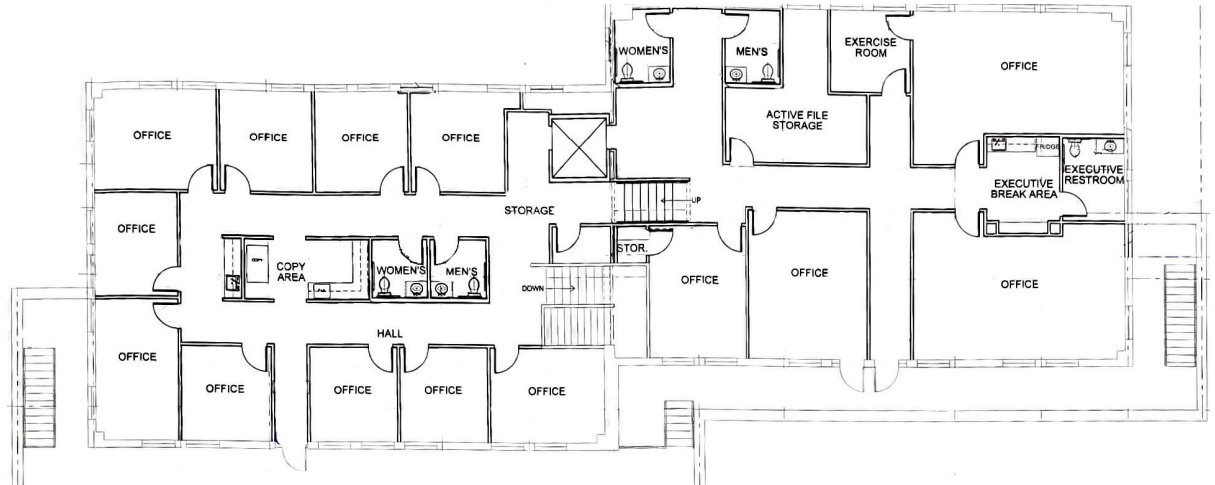 WOMEN'S
MEN'S
EXERCISE
ROOM
OFFICE
ACTIVE FILE
STORAGE
OFFICE
OFFICE
OFFICE
OFFICE
FRIDGE
EXECUTIVE
BREAK AREA
EXECUTIVE
RESTROOM
UP
STORAGE
OFFICE
STOR.
OFFICE
OFFICE
OFFICE
COPY
COPY
AREA
WOMEN'S
MEN'S
DOWN
HALL
OFFICE
OFFICE
OFFICE
OFFICE
OFFICE